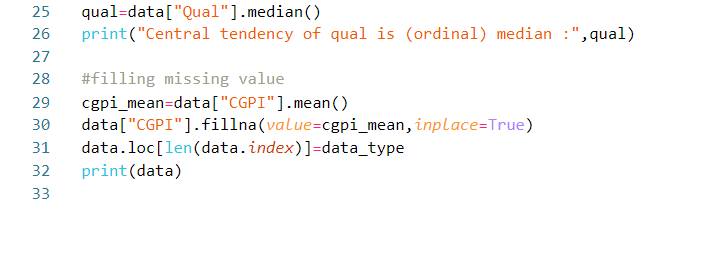 25 qual=data["Qual"].median()
26 print("Central tendency of qual is (ordinal) median :",qual)
27
28 #filling missing value
29 cgpi_mean=data["CGPI"].mean()
30 data["CGPI"].fillna(value=cgpi_mean,inplace=True)
31 data.loc[len(data.index)]=data_type
32 print(data)
33